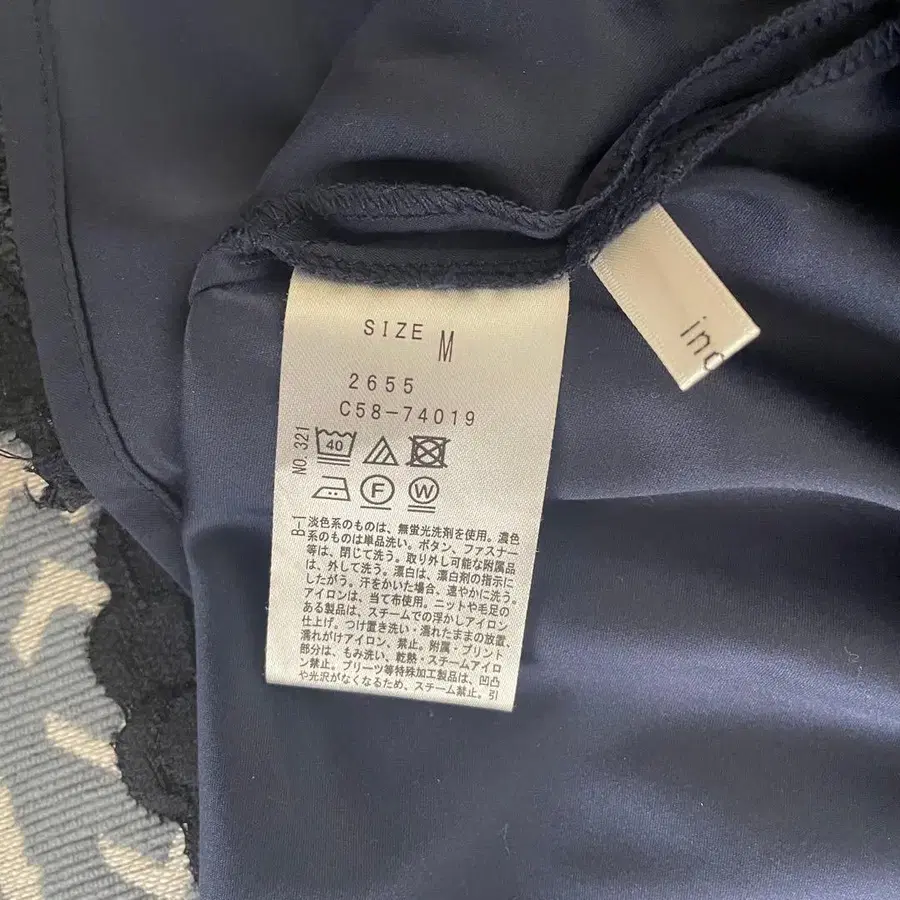 SIZE M
2655
C58-74019
NO. 321
40
F W
B-1
淡色系のものは、無蛍光洗剤を使用。濃色
系のものは単品洗い。ボタン、ファスナー
等は、閉じて洗う。取り外し可能な附属品
は、外して洗う。漂白は、漂白剤の指示に
したがう。汗をかいた場合、速やかに洗う。
アイロンは、当て布使用。ニットや毛足の
ある製品は、スチームでの浮かしアイロン
仕上げ。つけ置き洗い・濡れたままの放置、
濡れがけアイロン、禁止。附属・プリント
部分は、もみ洗い、乾熱・スチームアイロ
ン禁止。プリーツ等特殊加工製品は、凹凸
や光沢がなくなるため、スチーム禁止。引